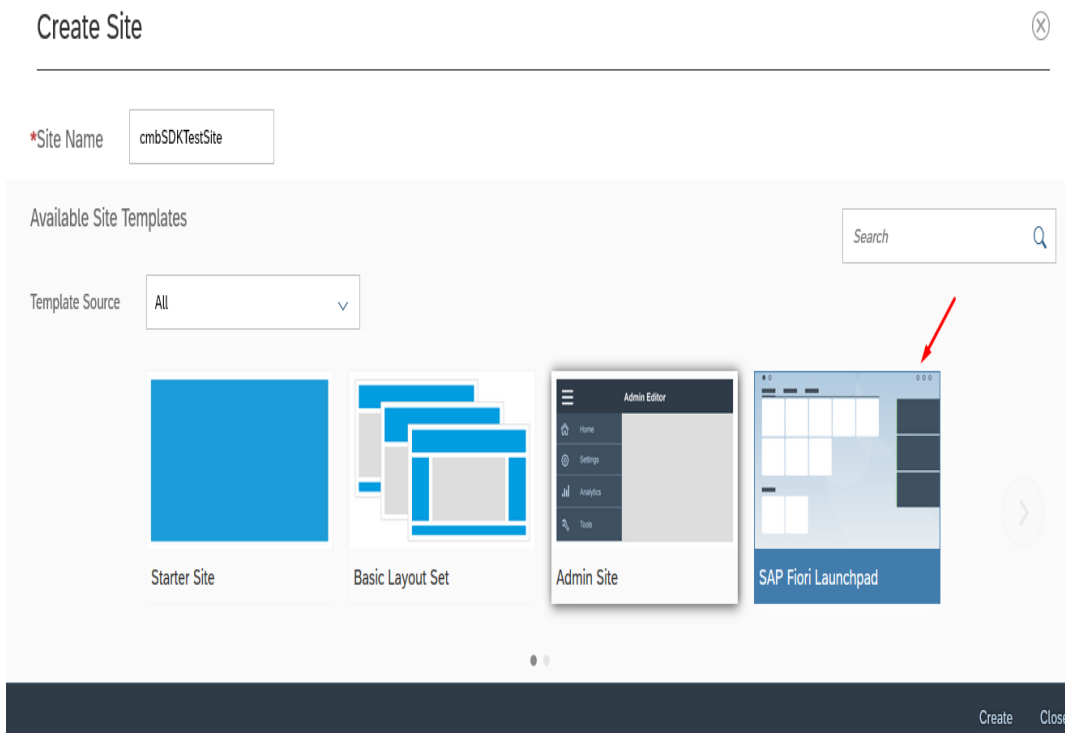 Create Site
*Site Name
cmbSDKTestSite
Available Site Templates
Search
Template Source
All
Admin Editor
Home
Settings
Analytics
Tools
Starter Site
Basic Layout Set
Admin Site
SAP Fiori Launchpad
Create
Close